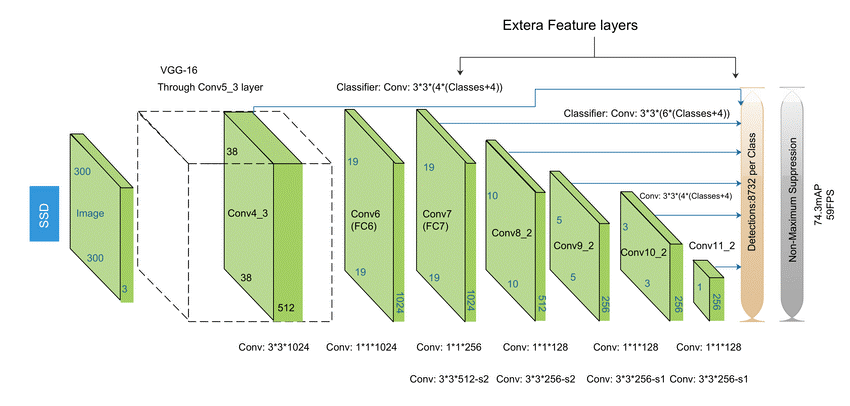 Extera Feature layers
VGG-16
Through Conv5_3 layer
Classifier: Conv: 3*3*(4*(Classes+4))
Classifier: Conv: 3*3*(6*(Classes+4))
Conv: 3*3*(4*(Classes+4)
SSD
300
Image
300
3
38
Conv4_3
38
512
19
Conv6
(FC6)
19
1024
19
Conv7
(FC7)
19
1024
10
Conv8_2
10
512
5
Conv9_2
5
256
3
Conv10_2
3
256
Conv11_2
1
256
Detections:8732 per Class
Non-Maximum Suppression
74.3mAP
59FPS
Conv: 3*3*1024
Conv: 1*1*1024
Conv: 1*1*256
Conv: 1*1*128
Conv: 1*1*128
Conv: 1*1*128
Conv: 3*3*512-s2
Conv: 3*3*256-s2
Conv: 3*3*256-s1
Conv: 3*3*256-s1